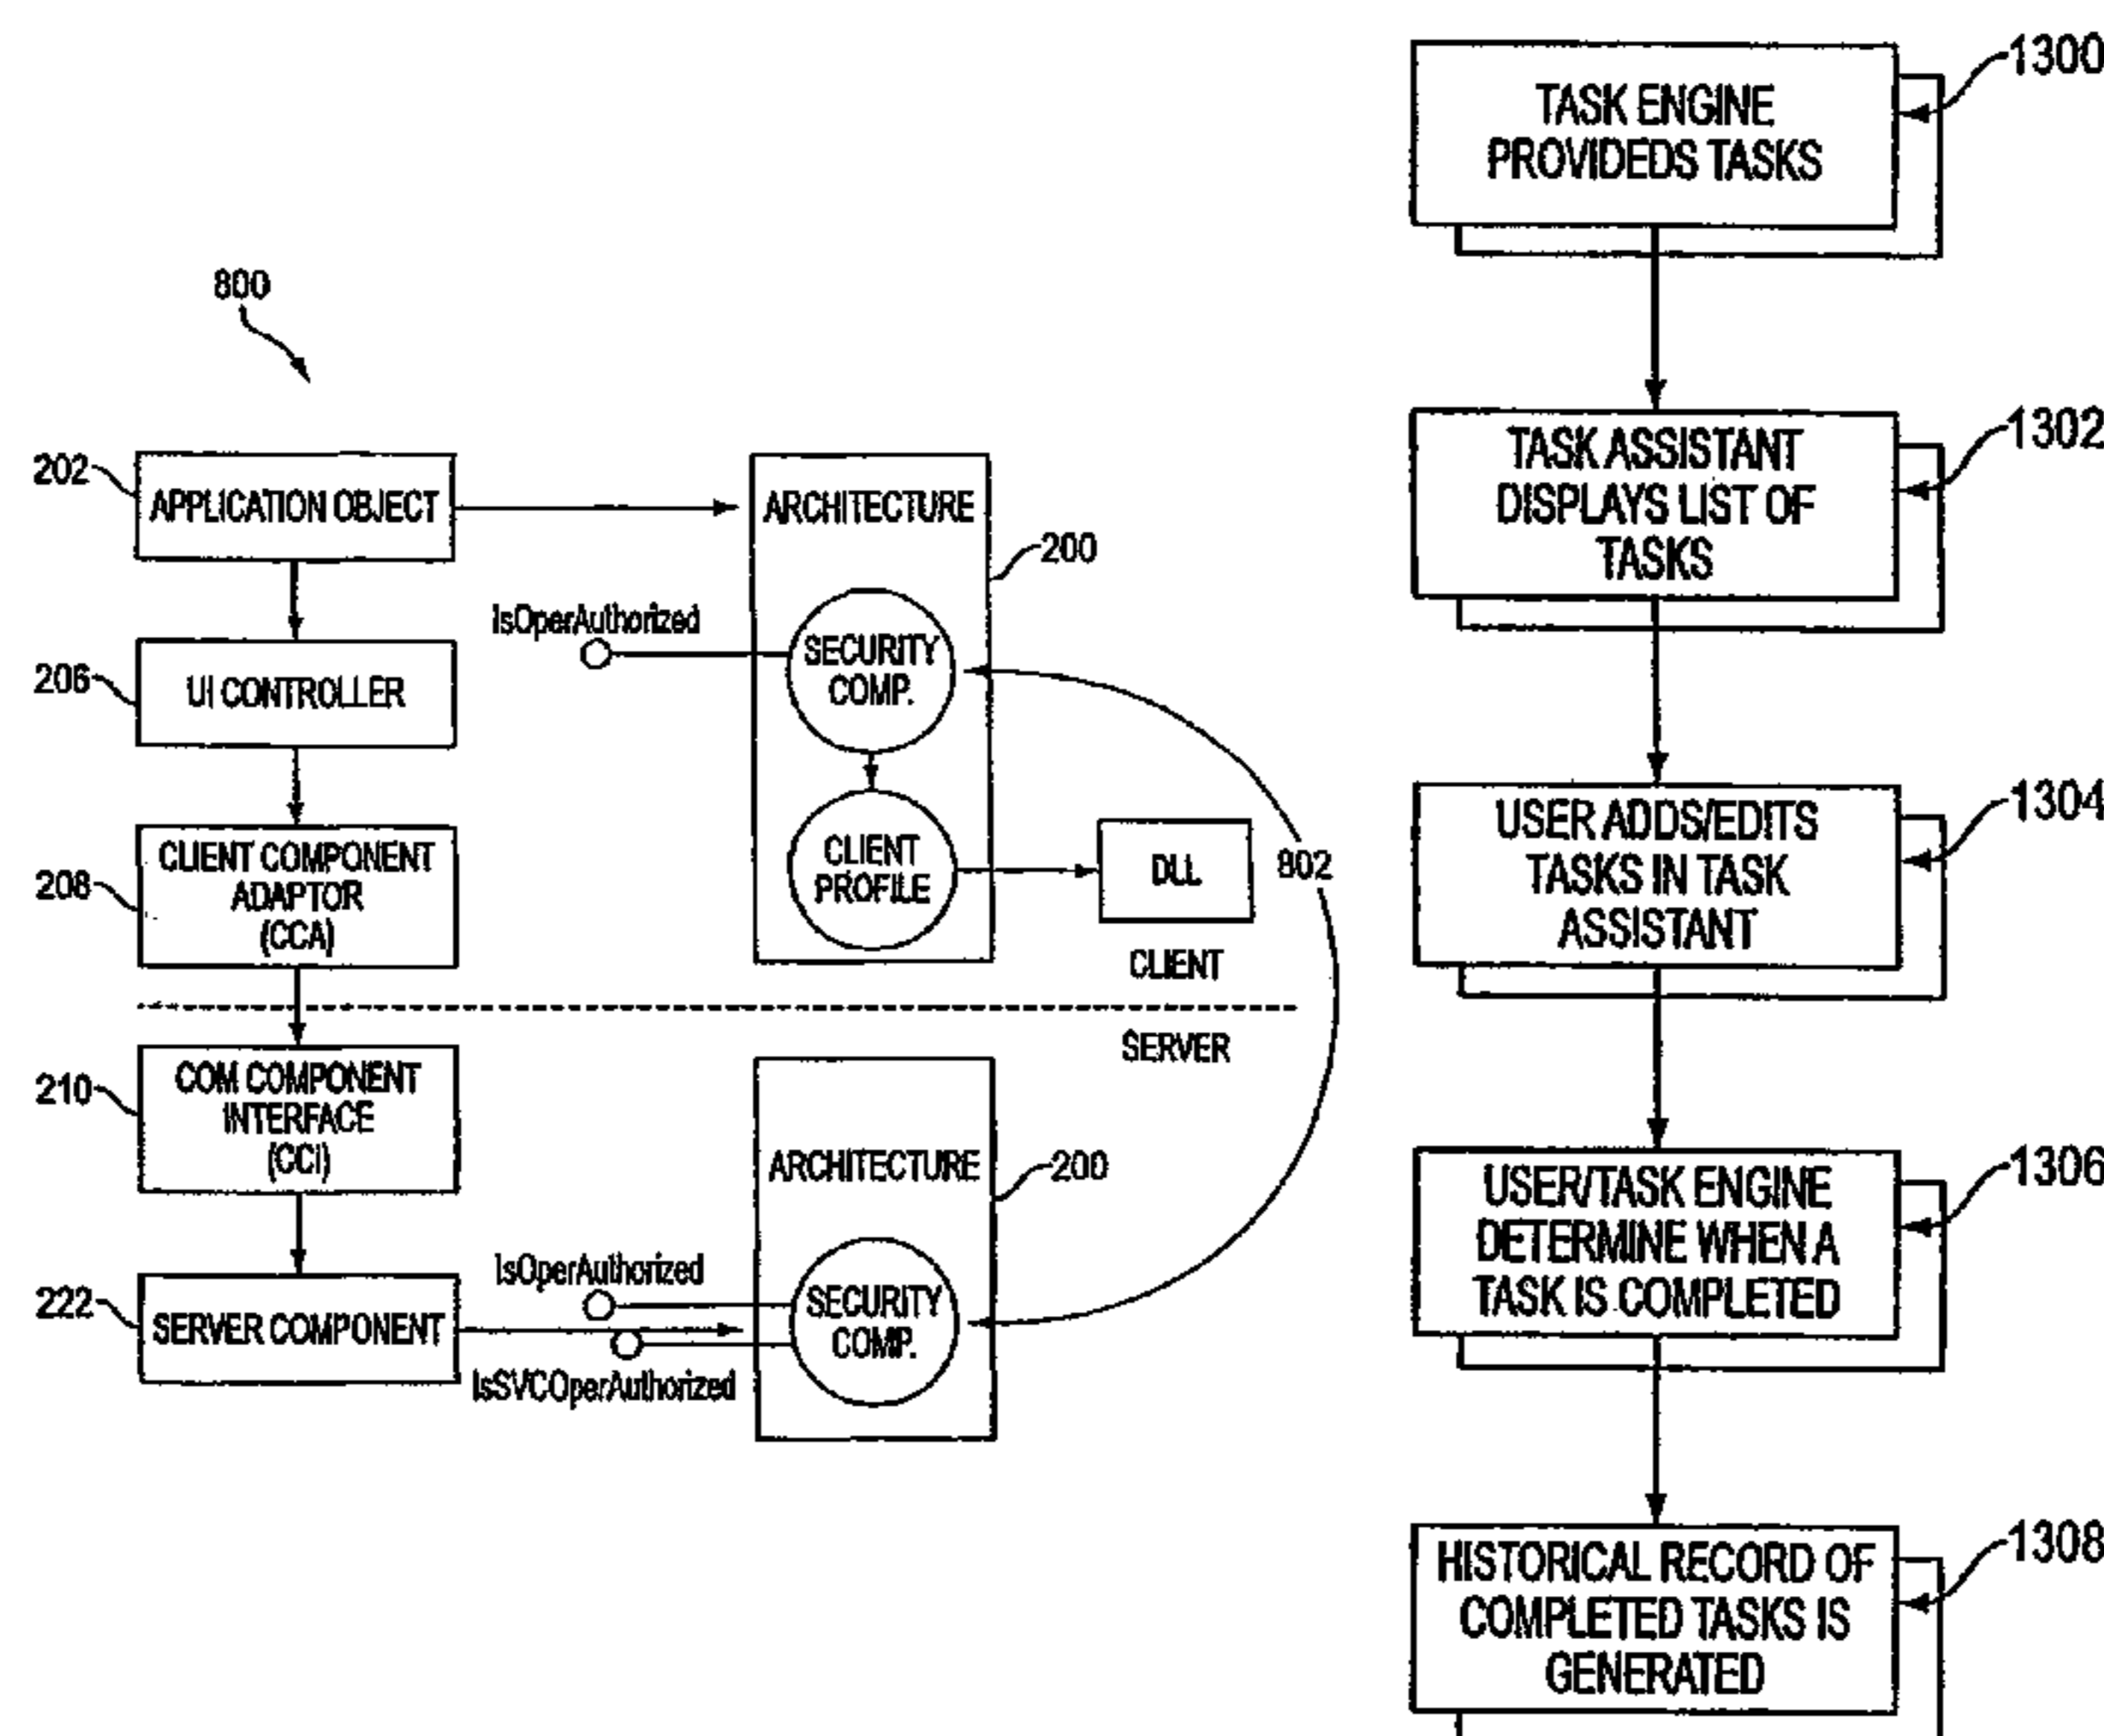 800
202
APPLICATION OBJECT
206
UI CONTROLLER
208
CLIENT COMPONENT
ADAPTOR
(CCA)
210
COM COMPONENT
INTERFACE
(CCI)
222
SERVER COMPONENT
ARCHITECTURE
200
IsOperAuthorized
SECURITY
COMP.
CLIENT
PROFILE
DLL
802
CLIENT
SERVER
ARCHITECTURE
200
IsOperAuthorized
SECURITY
COMP.
IsSVCOperAuthorized
1300
TASK ENGINE
PROVIDEDS TASKS
1302
TASK ASSISTANT
DISPLAYS LIST OF
TASKS
1304
USER ADDS/EDITS
TASKS IN TASK
ASSISTANT
1306
USER/TASK ENGINE
DETERMINE WHEN A
TASK IS COMPLETED
1308
HISTORICAL RECORD OF
COMPLETED TASKS IS
GENERATED